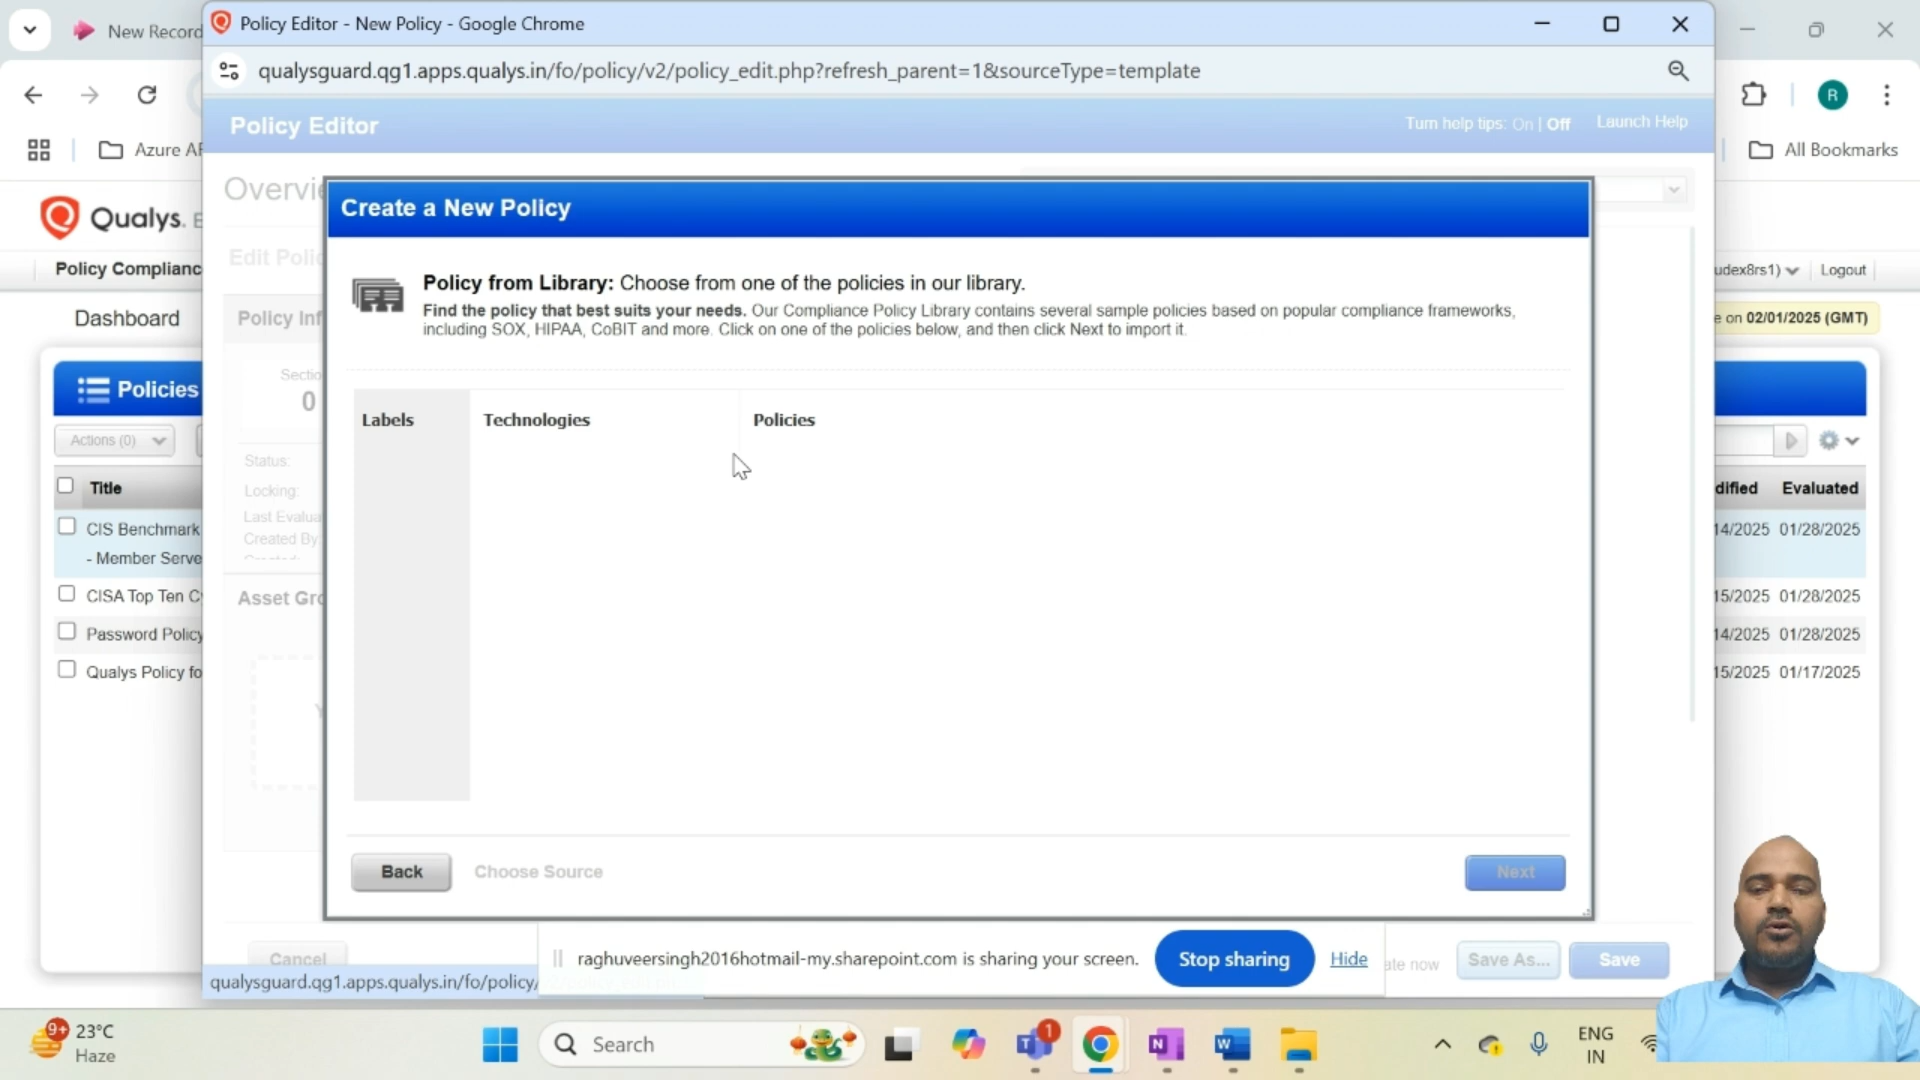 New Record
Policy Editor - New Policy - Google Chrome
qualysguard.qg1.apps.qualys.in/fo/policy/v2/policy_edit.php?refresh_parent=1&sourceType=template
R
Azure
All Bookmarks
Policy Editor
Turn help tips: On | Off
Launch Help
Qualys.
Policy Complianc
Logout
Dashboard
on 02/01/2025 (GMT)
Policies
Actions (0)
Title
dified
Evaluated
CIS Benchmark
- Member Serve
14/2025 01/28/2025
CISA Top Ten C
15/2025 01/28/2025
Password Policy
14/2025 01/28/2025
Qualys Policy fo
15/2025 01/17/2025
Overvie
Edit Polic
Policy Inf
Sectio
0
Status:
Locking:
Last Evalua
Created By
Asset Gro
Create a New Policy
Policy from Library: Choose from one of the policies in our library.
Find the policy that best suits your needs. Our Compliance Policy Library contains several sample policies based on popular compliance frameworks,
including SOX, HIPAA, CoBIT and more. Click on one of the policies below, and then click Next to import it.
Labels
Technologies
Policies
Back
Choose Source
Next
Cancel
raghuveersingh2016hotmail-my.sharepoint.com is sharing your screen.
Stop sharing
Hide
ate now
Save As...
Save
qualysguard.qg1.apps.qualys.in/fo/policy/
9+
23°C
Haze
Search
1
ENG
IN